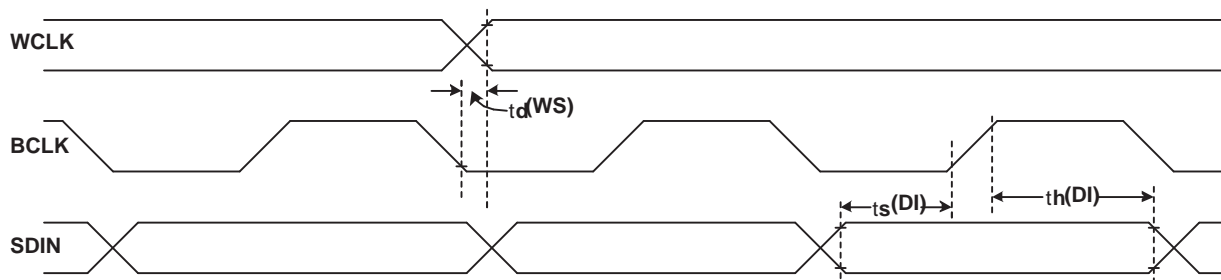 WCLK
td(WS)
BCLK
ts(DI)
th(DI)
SDIN